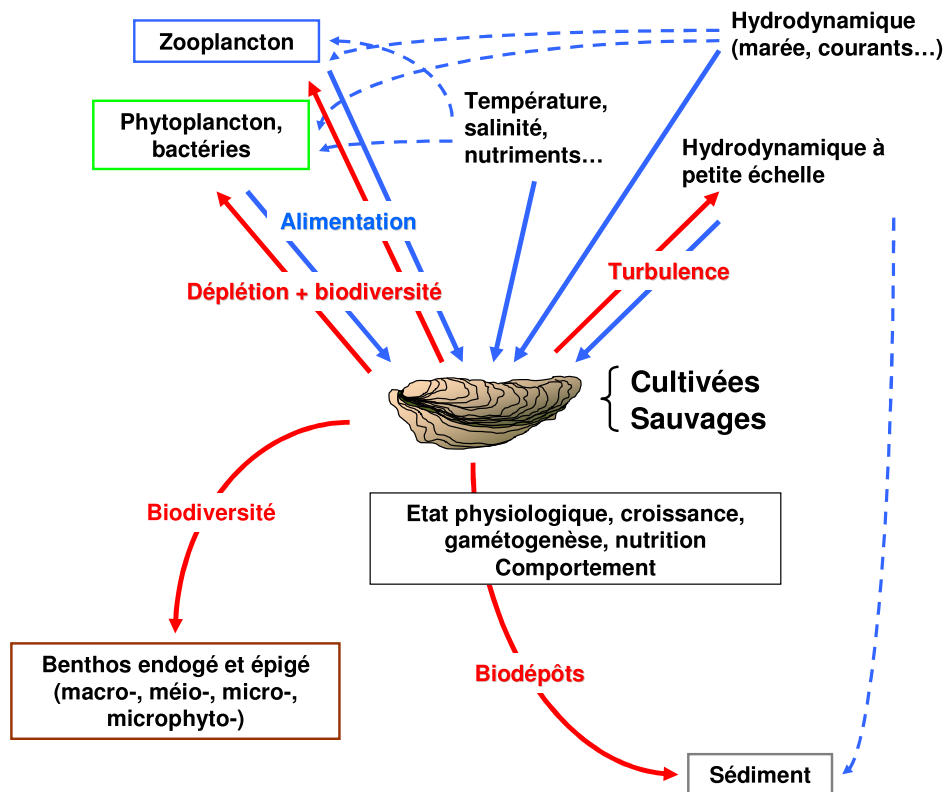 Zooplancton
Hydrodynamique
(marée, courants…)
Phytoplancton,
bactéries
Température,
salinité,
nutriments…
Hydrodynamique à
petite échelle
Alimentation
Déplétion + biodiversité
Turbulence
Cultivées
Sauvages
Biodiversité
Etat physiologique, croissance,
gamétogenèse, nutrition
Comportement
Benthos endogé et épigé
(macro-, méio-, micro-,
microphyto-)
Biodépôts
Sédiment